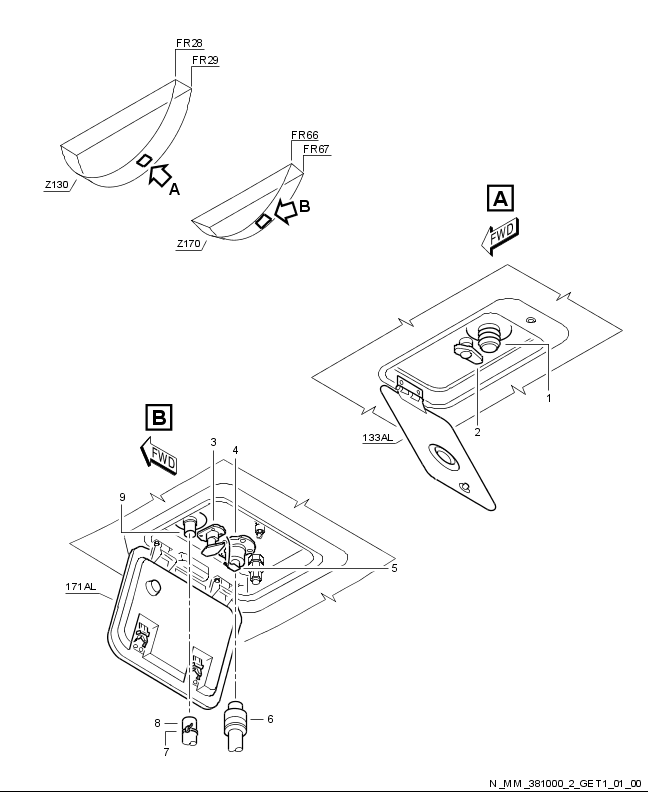 FR28
FR29
Z130
A
FR66
FR67
B
Z170
A
FWD
1
2
133AL
B
FWD
3
4
9
5
171AL
8
6
7
N_MM_381000_2_GET1_01_00